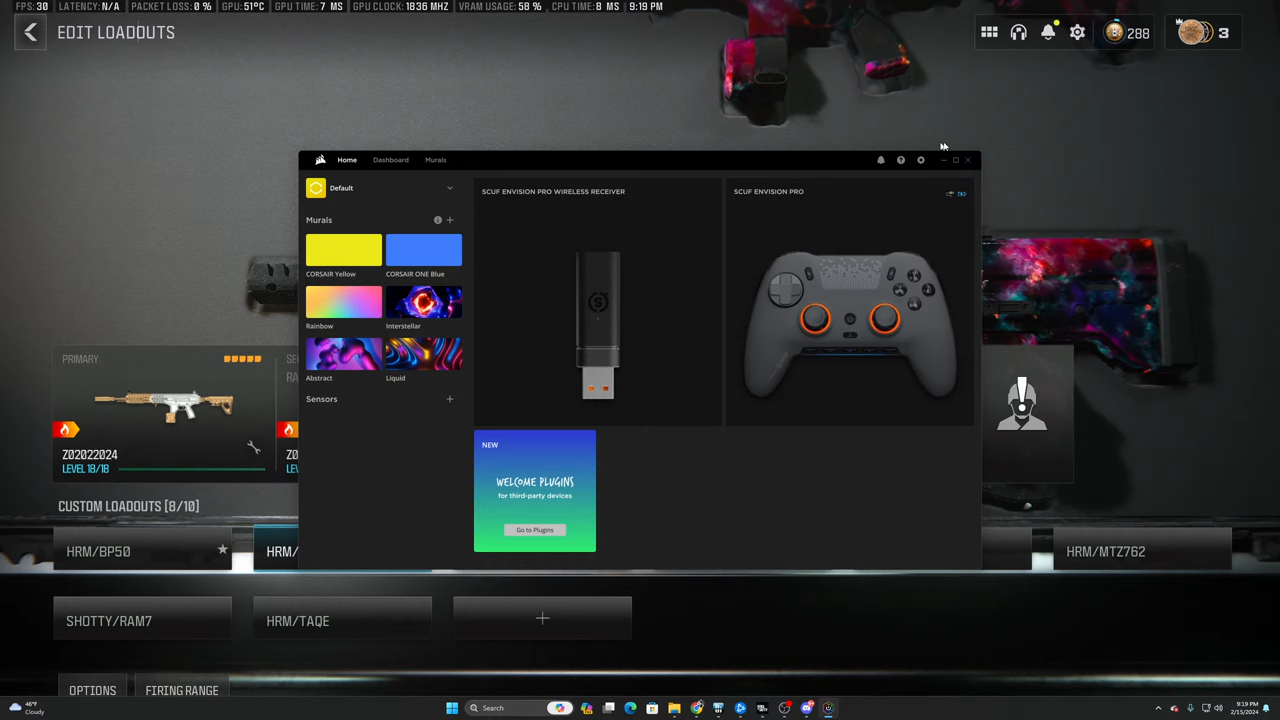 FPS: 30 | LATENCY: N/A | PACKET LOSS: 0 % | GPU: 51°C | GPU TIME: 7 MS | GPU CLOCK: 1836 MHZ | VRAM USAGE: 58 % | CPU TIME: 8 MS | 9:19 PM
EDIT LOADOUTS
288
3
Home
Dashboard
Murals
Default
SCUF ENVISION PRO WIRELESS RECEIVER
SCUF ENVISION PRO
Murals
CORSAIR Yellow
CORSAIR ONE Blue
Rainbow
Interstellar
Abstract
Liquid
Sensors
PRIMARY
Z02022024
LEVEL 18/18
NEW
WELCOME PLUGINS
for third-party devices
Go to Plugins
CUSTOM LOADOUTS [8/10]
HRM/BP50
HRM/
HRM/MTZ762
SHOTTY/RAM7
HRM/TAQE
OPTIONS
FIRING RANGE
46°F
Cloudy
Search
9:19 PM
2/15/2024